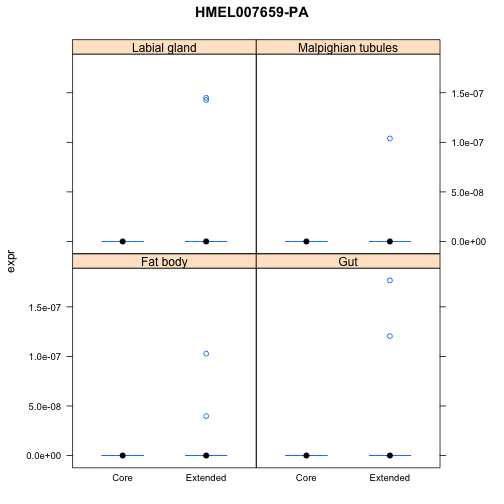 HMEL007659-PA
Labial gland
Malpighian tubules
1.5e-07
1.0e-07
5.0e-08
0.0e+00
expr
Fat body
Gut
1.5e-07
1.0e-07
5.0e-08
0.0e+00
Core
Extended
Core
Extended